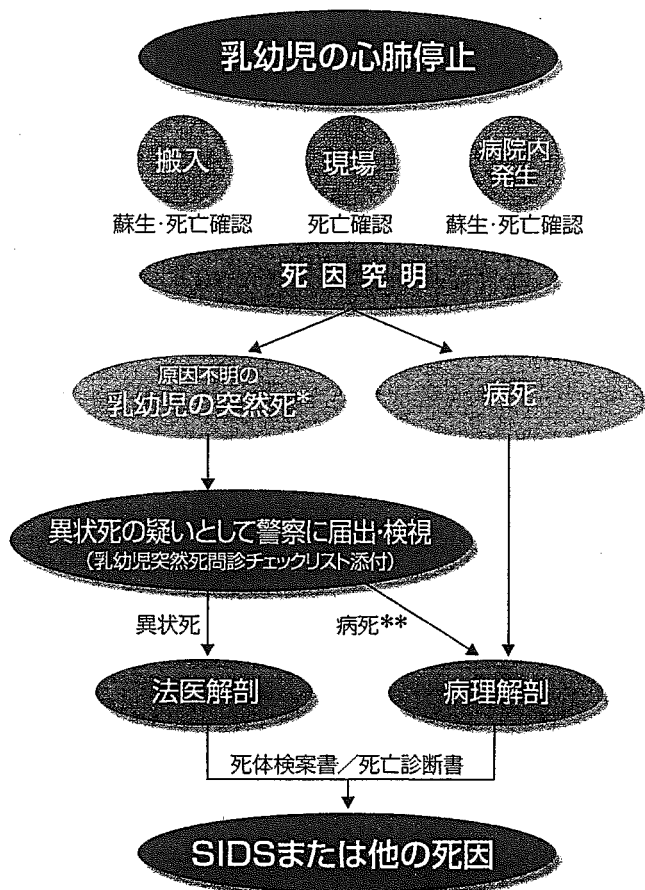 乳幼児の心肺停止
搬入
現場
病院内
発生
蘇生・死亡確認
死亡確認
蘇生・死亡確認
死因究明
原因不明の
乳幼児の突然死*
病死
異状死の疑いとして警察に届出・検視
(乳幼児突然死問診チェックリスト添付)
異状死
病死**
法医解剖
病理解剖
死体検案書/死亡診断書
SIDSまたは他の死因